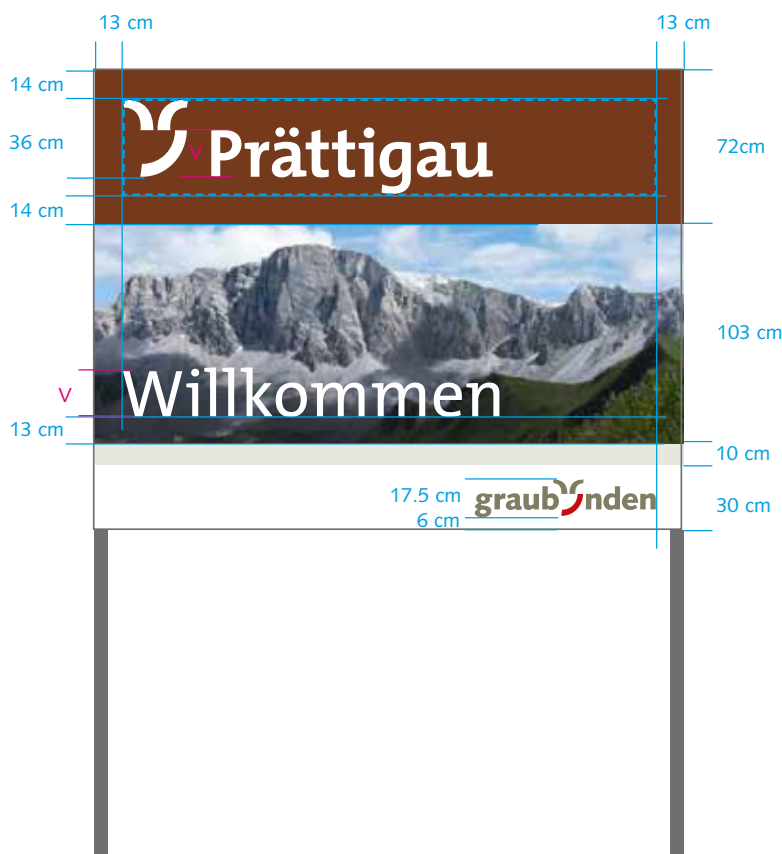 13 cm 13 cm
14 cm
36 cm
V Prättigau
72cm
14 cm
103 cm
V Willkommen
13 cm
10 cm
17.5 cm graubünden
6 cm
30 cm